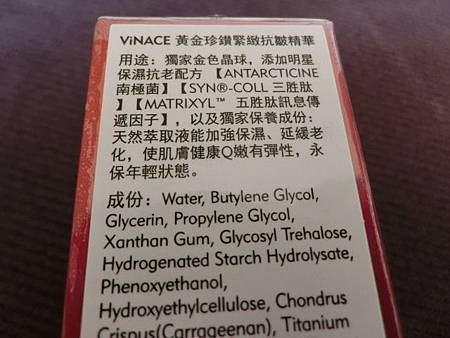 ViNACE 黃金珍鑽緊緻抗皺精華
用途：獨家金色晶球，添加明星
保濕抗老配方 【ANTARCTICINE
南極菌】【SYN®-COLL 三胜肽
】【MATRIXYL™ 五胜肽訊息傳
遞因子】，以及獨家保養成份：
天然萃取液能加強保濕、延緩老
化，使肌膚健康Q嫩有彈性，永
保年輕狀態。
成份：Water, Butylene Glycol,
Glycerin, Propylene Glycol,
Xanthan Gum, Glycosyl Trehalose,
Hydrogenated Starch Hydrolysate,
Phenoxyethanol,
Hydroxyethylcellulose, Chondrus
Crispus(Carrageenan), Titanium